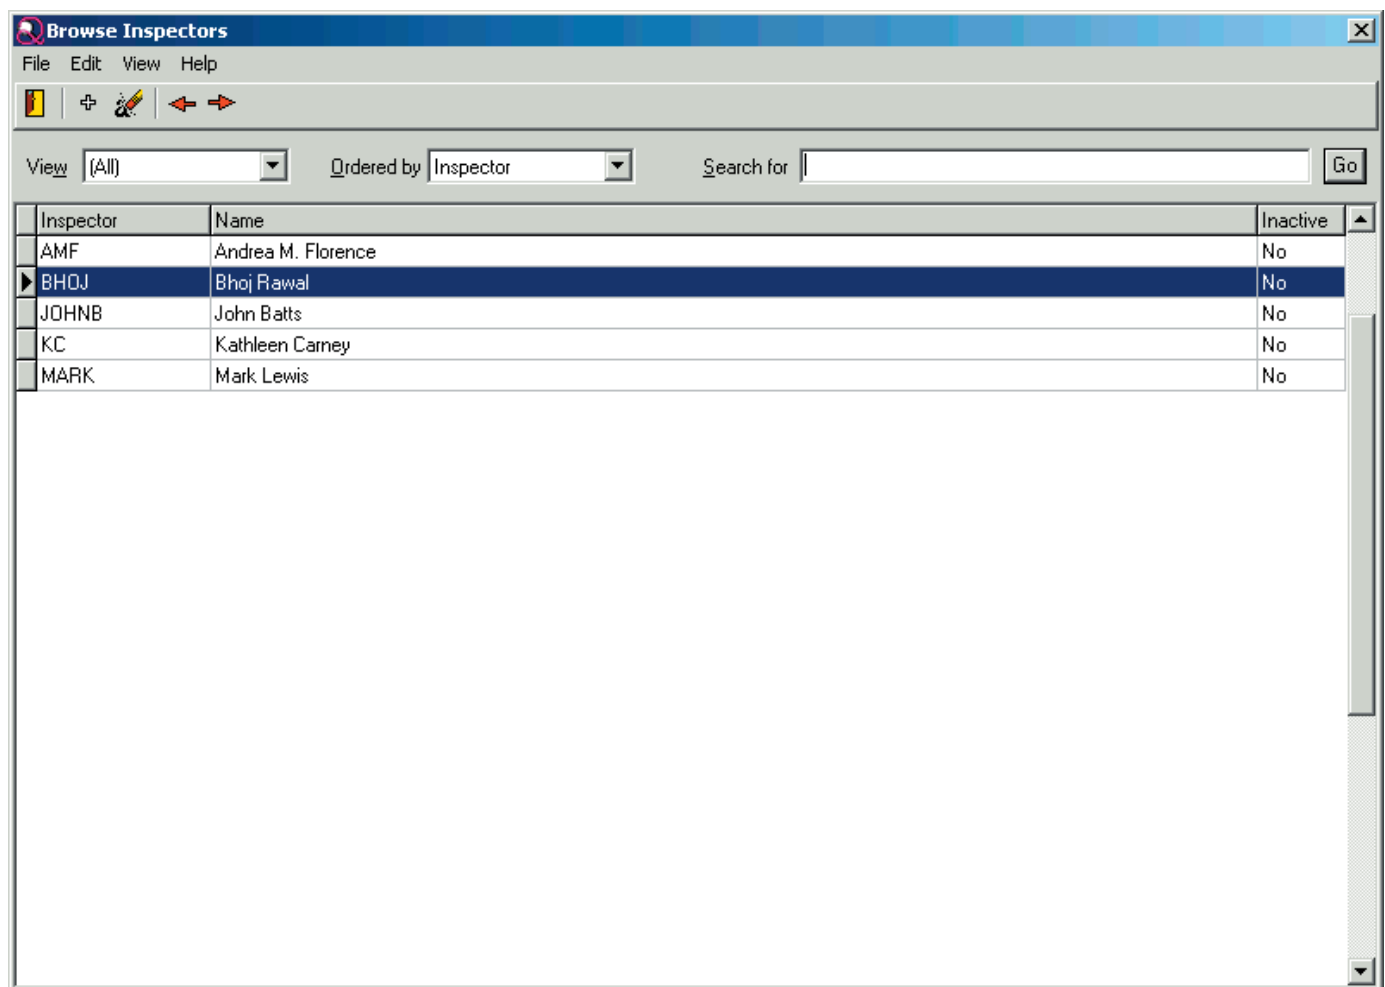 Browse Inspectors
File Edit View Help
View (All) Ordered by Inspector Search for Go
Inspector Name Inactive
AMF Andrea M. Florence No
BHOJ Bhoj Rawal No
JOHNB John Batts No
KC Kathleen Carney No
MARK Mark Lewis No